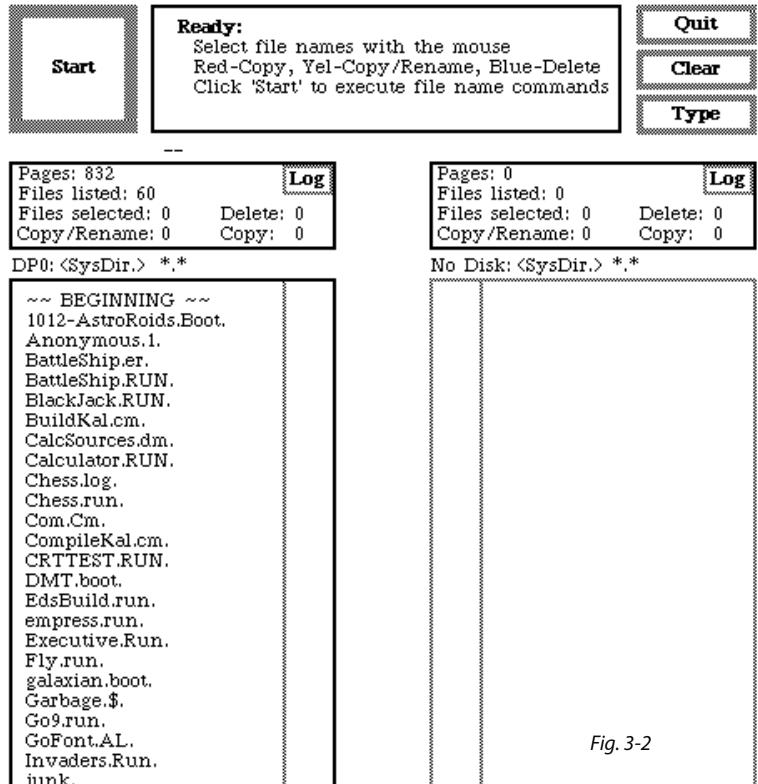 Start
Ready:
Select file names with the mouse
Red-Copy, Yel-Copy/Rename, Blue-Delete
Click 'Start' to execute file name commands
Quit
Clear
Type
Pages: 832
Log
Files listed: 60
Files selected: 0 Delete: 0
Copy/Rename: 0 Copy: 0
DP0: <SysDir.> *.*
~~ BEGINNING ~~
1012-AstroRoids.Boot.
Anonymous.1.
BattleShip.er.
BattleShip.RUN.
BlackJack.RUN.
BuildKal.cm.
CalcSources.dm.
Calculator.RUN.
Chess.log.
Chess.run.
Com.Cm.
CompileKal.cm.
CRTTEST.RUN.
DMT.boot.
EdsBuild.run.
empress.run.
Executive.Run.
Fly.run.
galaxian.boot.
Garbage.$.
Go9.run.
GoFont.AL.
Invaders.Run.
junk.
Pages: 0
Log
Files listed: 0
Files selected: 0 Delete: 0
Copy/Rename: 0 Copy: 0
No Disk: <SysDir.> *.*
Fig. 3-2